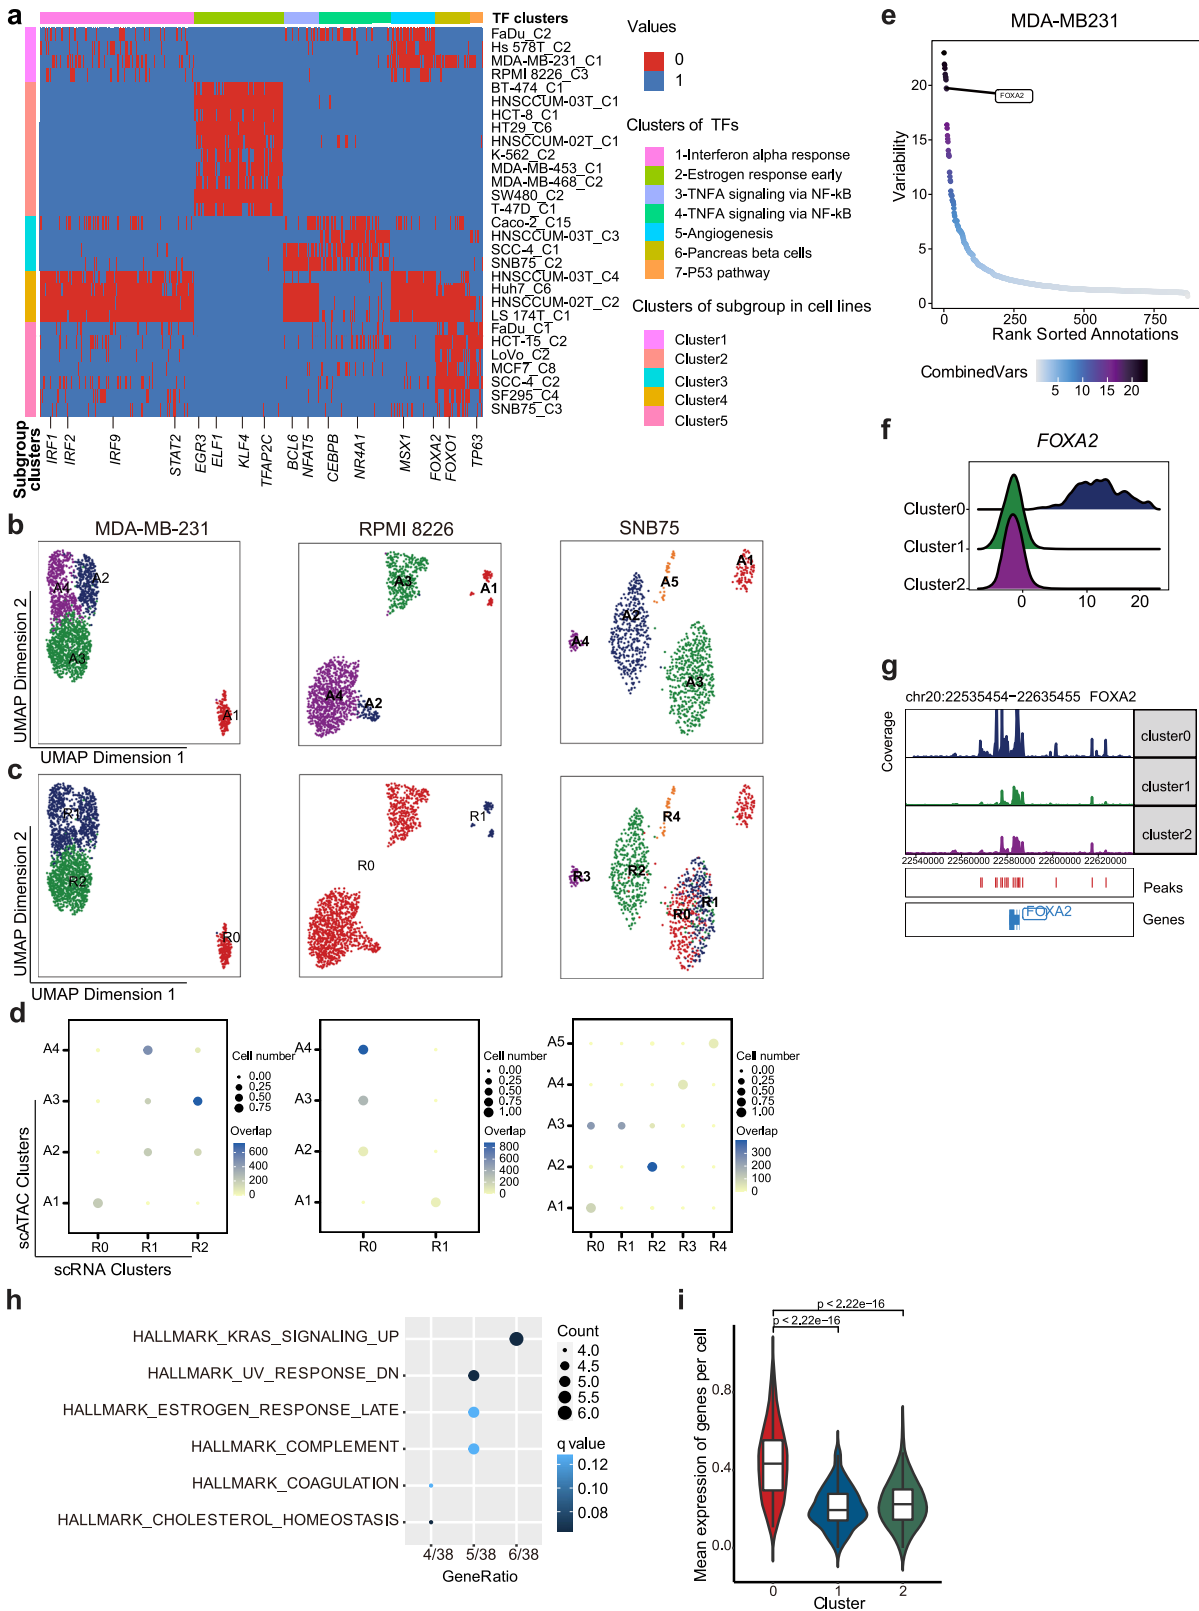 a
TF clusters
FaDu_C2
Hs 578T_C2
MDA-MB-231_C1
RPMI 8226_C3
BT-474_C1
HNSCCUM-03T_C1
HCT-8_C1
HT29_C6
HNSCCUM-02T_C1
K-562_C2
MDA-MB-453_C1
MDA-MB-468_C2
SW480_C2
T-47D_C1
Caco-2_C15
HNSCCUM-03T_C3
SCC-4_C1
SNB75_C2
HNSCCUM-03T_C4
Huh7_C6
HNSCCUM-02T_C2
LS 174T_C1
FaDu_C1
HCT-15_C2
LoVo_C2
MCF7_C8
SCC-4_C2
SF295_C4
SNB75_C3
Subgroup
clusters
IRF1
IRF2
IRF9
STAT2
EGR3
ELF1
KLF4
TFAP2C
BCL6
NFAT5
CEBPB
NR4A1
MSX1
FOXA2
FOXO1
TP63
Values
0
1
Clusters of TFs
1-Interferon alpha response
2-Estrogen response early
3-TNFA signaling via NF-kB
4-TNFA signaling via NF-kB
5-Angiogenesis
6-Pancreas beta cells
7-P53 pathway
Clusters of subgroup in cell lines
Cluster1
Cluster2
Cluster3
Cluster4
Cluster5
e
MDA-MB231
Variability
20
15
10
5
0
FOXA2
0 250 500 750
Rank Sorted Annotations
CombinedVars
5 10 15 20
f
FOXA2
Cluster0
Cluster1
Cluster2
0 10 20
b
MDA-MB-231
RPMI 8226
SNB75
UMAP Dimension 2
UMAP Dimension 1
A4
A2
A3
A1
A3
A1
A4
A2
A1
A5
A2
A4
A3
c
UMAP Dimension 2
UMAP Dimension 1
R1
R2
R0
R1
R0
R4
R3
R2
R0
R1
g
chr20:22535454−22635455 FOXA2
Coverage
cluster0
cluster1
cluster2
22540000 22560000 22580000 22600000 22620000
Peaks
FOXA2
Genes
d
scATAC Clusters
A4
A3
A2
A1
R0 R1 R2
scRNA Clusters
Cell number
0.00
0.25
0.50
0.75
Overlap
600
400
200
0
A4
A3
A2
A1
R0 R1
Cell number
0.00
0.25
0.50
0.75
1.00
Overlap
800
600
400
200
0
A5
A4
A3
A2
A1
R0 R1 R2 R3 R4
Cell number
0.00
0.25
0.50
0.75
1.00
Overlap
300
200
100
0
h
HALLMARK_KRAS_SIGNALING_UP
HALLMARK_UV_RESPONSE_DN
HALLMARK_ESTROGEN_RESPONSE_LATE
HALLMARK_COMPLEMENT
HALLMARK_COAGULATION
HALLMARK_CHOLESTEROL_HOMEOSTASIS
4/38 5/38 6/38
GeneRatio
Count
4.0
4.5
5.0
5.5
6.0
q value
0.12
0.10
0.08
i
Mean expression of genes per cell
p < 2.22e−16
p < 2.22e−16
0.8
0.4
0.0
0 1 2
Cluster